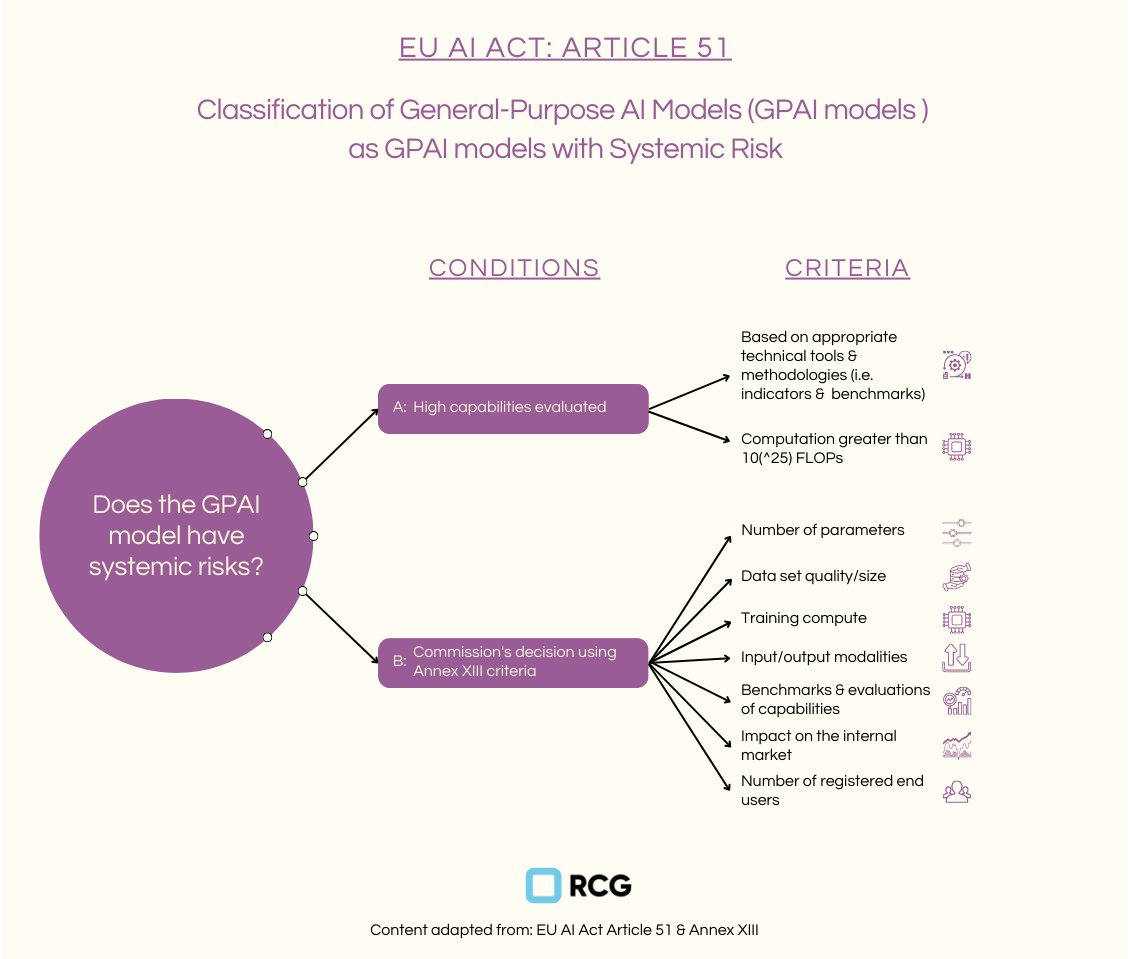 EU AI ACT: ARTICLE 51
Classification of General-Purpose AI Models (GPAI models )
as GPAI models with Systemic Risk
CONDITIONS
CRITERIA
Does the GPAI
model have
systemic risks?
A: High capabilities evaluated
Based on appropriate
technical tools &
methodologies (i.e.
indicators & benchmarks)
Computation greater than
10(^25) FLOPs
B: Commission's decision using
Annex XIII criteria
Number of parameters
Data set quality/size
Training compute
Input/output modalities
Benchmarks & evaluations
of capabilities
Impact on the internal
market
Number of registered end
users
RCG
Content adapted from: EU AI Act Article 51 & Annex XIII